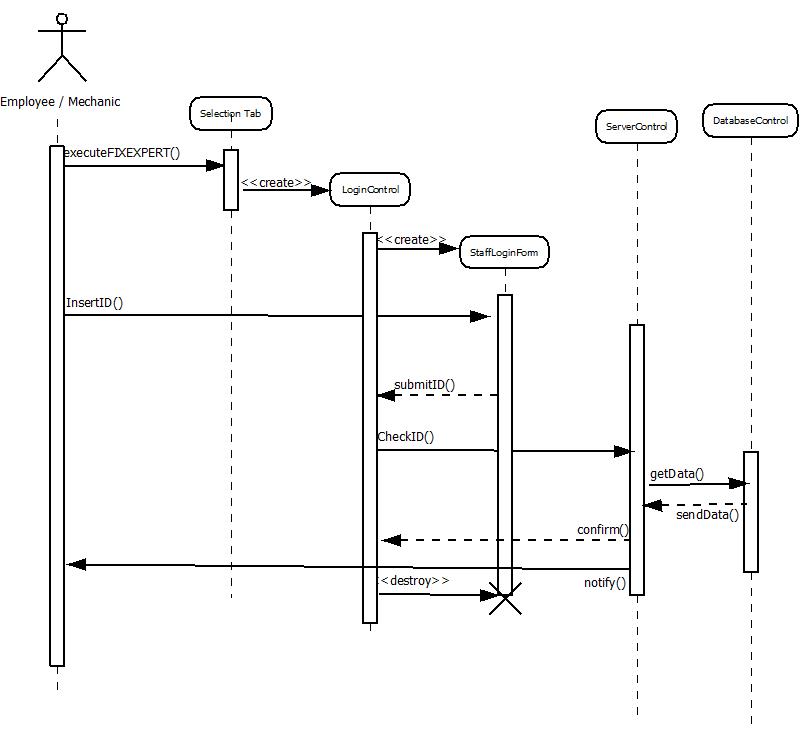 Employee / Mechanic
Selection Tab
ServerControl
DatabaseControl
executeFIXEXPERT()
<<create>>
LoginControl
<<create>>
StaffLoginForm
InsertID()
submitID()
CheckID()
getData()
sendData()
confirm()
<<destroy>>
notify()